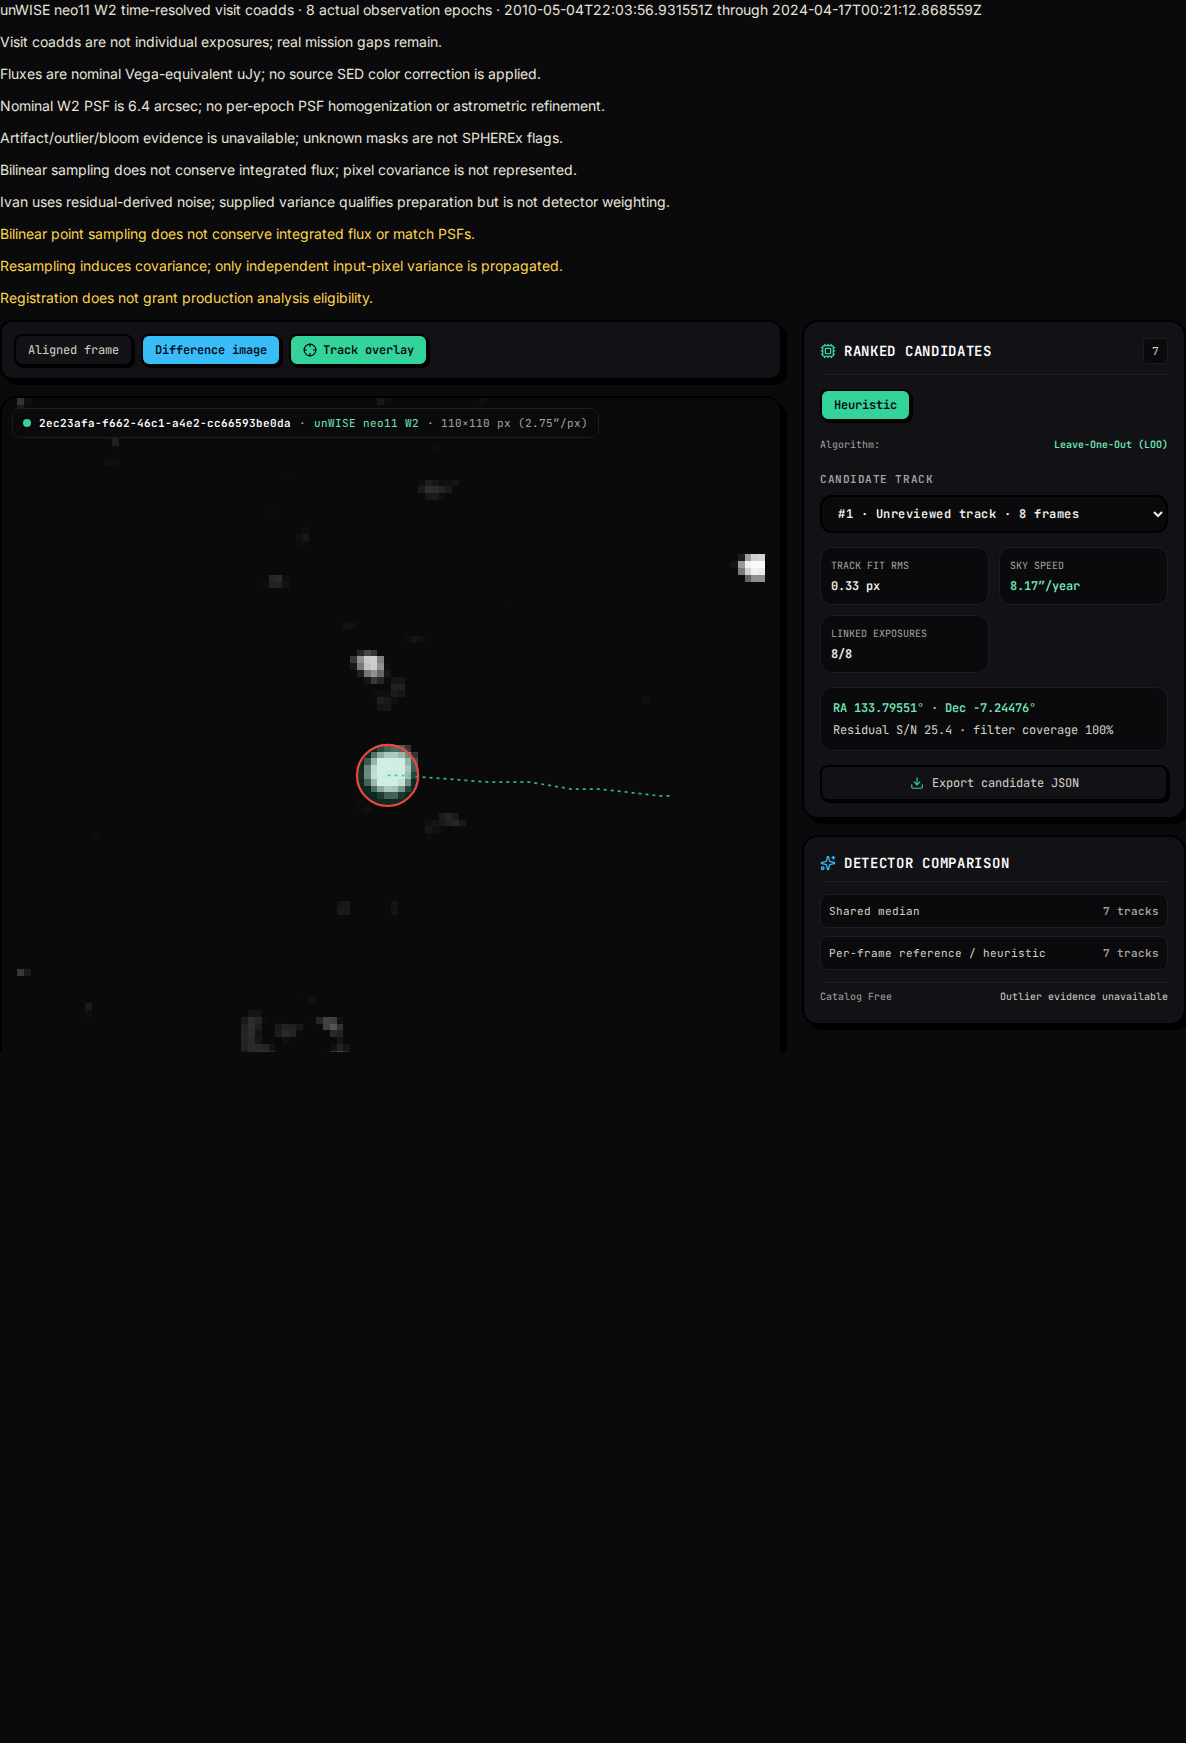 unWISE neo11 W2 time-resolved visit coadds · 8 actual observation epochs · 2010-05-04T22:03:56.931551Z through 2024-04-17T00:21:12.868559Z
Visit coadds are not individual exposures; real mission gaps remain.
Fluxes are nominal Vega-equivalent uJy; no source SED color correction is applied.
Nominal W2 PSF is 6.4 arcsec; no per-epoch PSF homogenization or astrometric refinement.
Artifact/outlier/bloom evidence is unavailable; unknown masks are not SPHEREx flags.
Bilinear sampling does not conserve integrated flux; pixel covariance is not represented.
Ivan uses residual-derived noise; supplied variance qualifies preparation but is not detector weighting.
Bilinear point sampling does not conserve integrated flux or match PSFs.
Resampling induces covariance; only independent input-pixel variance is propagated.
Registration does not grant production analysis eligibility.
Aligned frame
Difference image
Track overlay
2ec23afa-f662-46c1-a4e2-cc66593be0da · unWISE neo11 W2 · 110×110 px (2.75″/px)
RANKED CANDIDATES
7
Heuristic
Algorithm:
Leave-One-Out (LOO)
CANDIDATE TRACK
#1 · Unreviewed track · 8 frames
TRACK FIT RMS
0.33 px
SKY SPEED
8.17″/year
LINKED EXPOSURES
8/8
RA 133.79551° · Dec -7.24476°
Residual S/N 25.4 · filter coverage 100%
Export candidate JSON
DETECTOR COMPARISON
Shared median
7 tracks
Per-frame reference / heuristic
7 tracks
Catalog Free
Outlier evidence unavailable